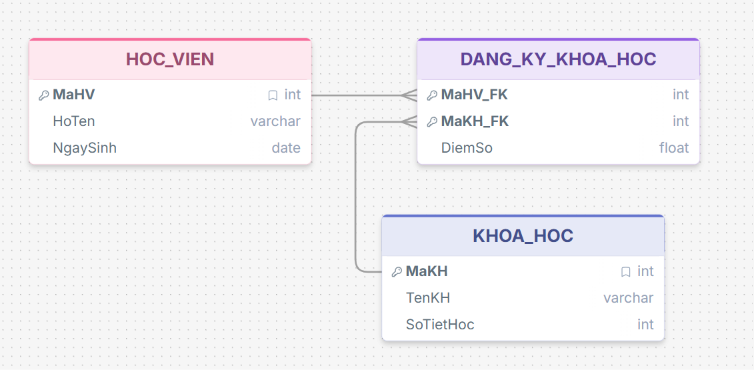 HOC_VIEN
MaHV int
HoTen varchar
NgaySinh date
DANG_KY_KHOA_HOC
MaHV_FK int
MaKH_FK int
DiemSo float
KHOA_HOC
MaKH int
TenKH varchar
SoTietHoc int